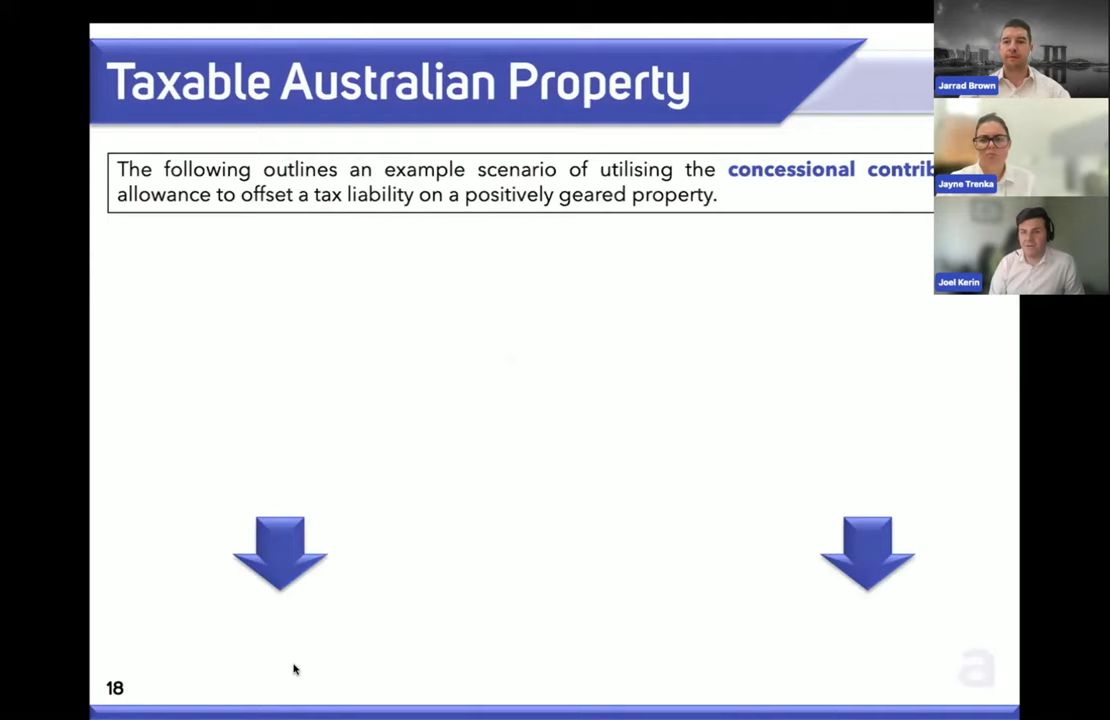 Taxable Australian Property
The following outlines an example scenario of utilising the concessional contrib
allowance to offset a tax liability on a positively geared property.
Jarrad Brown
Jayne Trenka
Joel Kerin
a
18